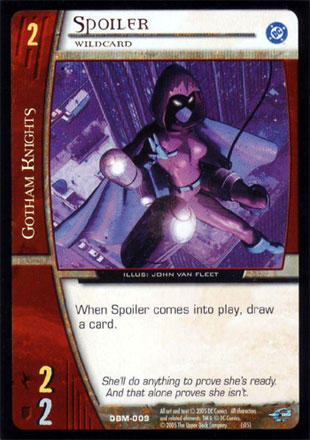 2
SPOILER
WILDCARD
GOTHAM KNIGHTS
ILLUS: JOHN VAN FLEET
When Spoiler comes into play, draw
a card.
2
2
She'll do anything to prove she's ready.
And that alone proves she isn't.
DBM-009